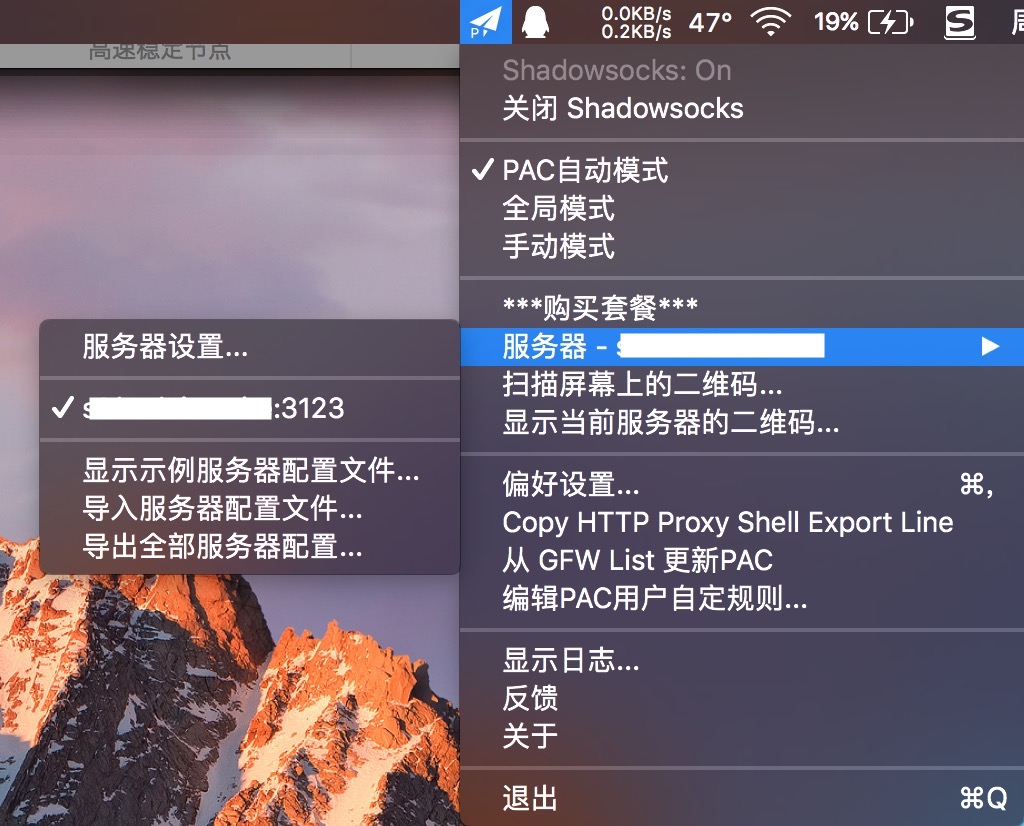 0.0KB/s
0.2KB/s
47° 19%
高速稳定节点
Shadowsocks: On
关闭 Shadowsocks
✓ PAC自动模式
全局模式
手动模式
***购买套餐***
服务器 -
扫描屏幕上的二维码...
显示当前服务器的二维码...
偏好设置... ⌘,
Copy HTTP Proxy Shell Export Line
从 GFW List 更新PAC
编辑PAC用户自定规则...
显示日志...
反馈
关于
退出 ⌘Q
服务器设置...
✓ :3123
显示示例服务器配置文件...
导入服务器配置文件...
导出全部服务器配置...